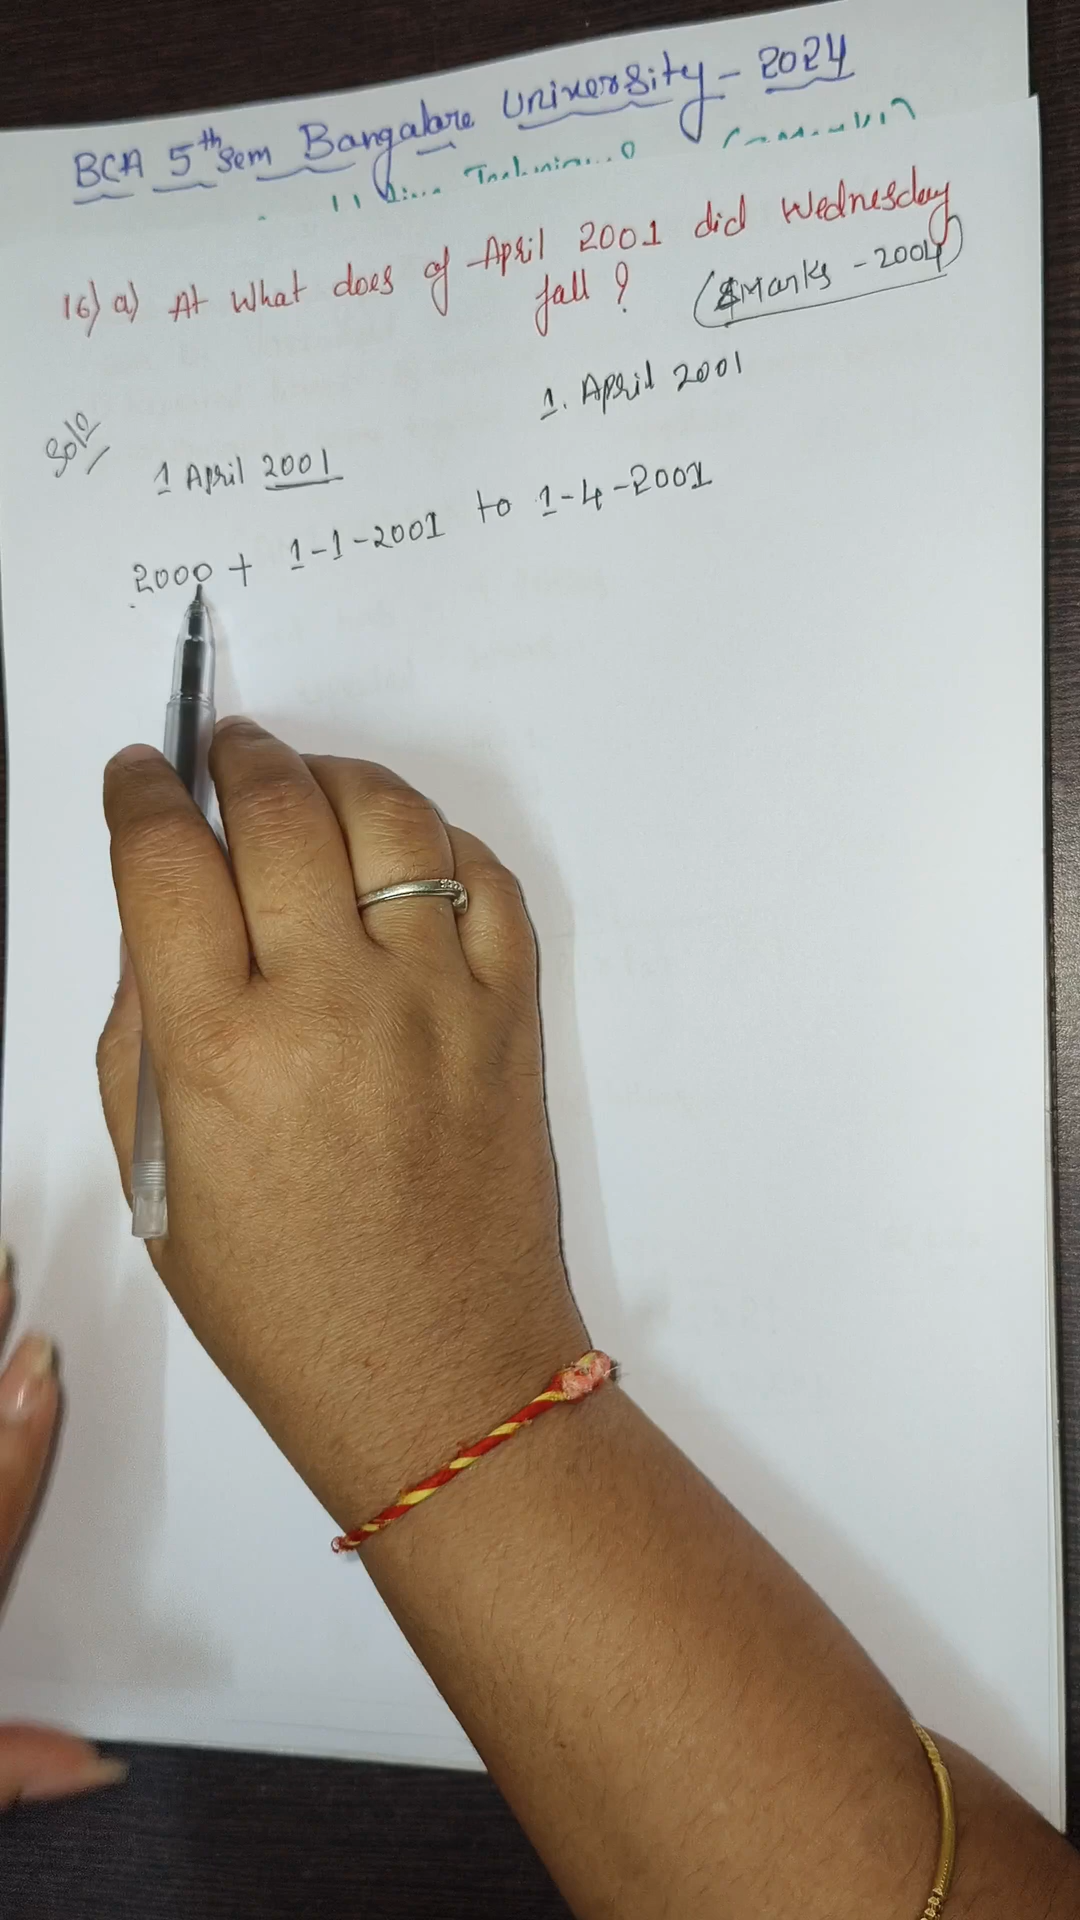 BCA 5th Sem Bangalore University - 2024
16) a) At What does of April 2001 did Wednesday
fall ?
Marks - 2004)
Soln
1. April 2001
1 April 2001
2000 + 1-1-2001 to 1-4-2001